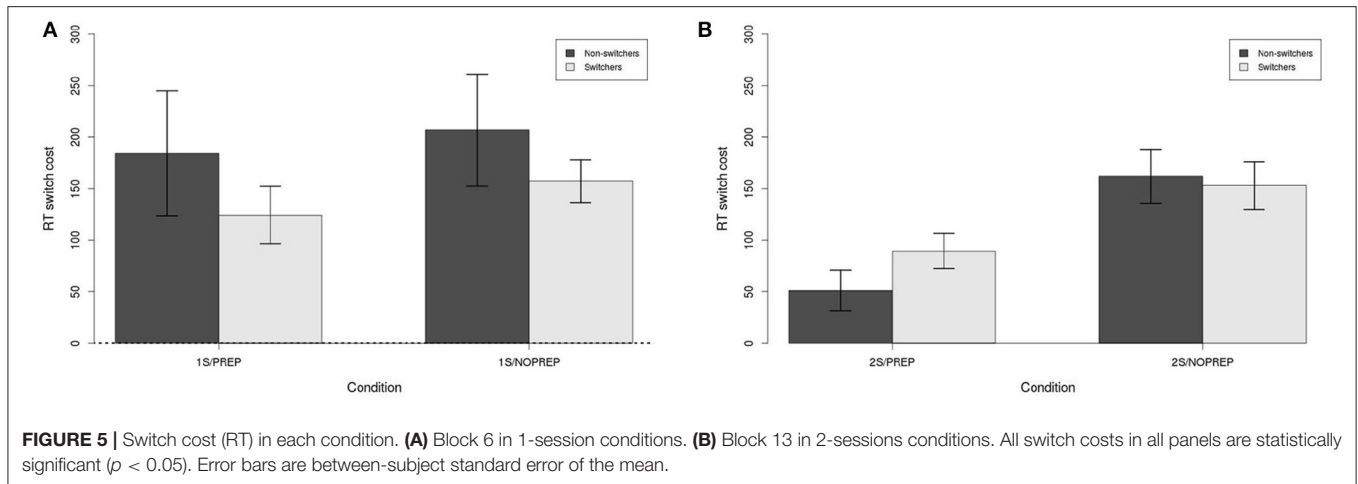 A
300
250
200
150
100
50
0
RT switch cost
Non-switchers
Switchers
1S/PREP
1S/NOPREP
Condition
B
300
250
200
150
100
50
0
RT switch cost
Non-switchers
Switchers
2S/PREP
2S/NOPREP
Condition
FIGURE 5 | Switch cost (RT) in each condition. (A) Block 6 in 1-session conditions. (B) Block 13 in 2-sessions conditions. All switch costs in all panels are statistically
significant (p < 0.05). Error bars are between-subject standard error of the mean.